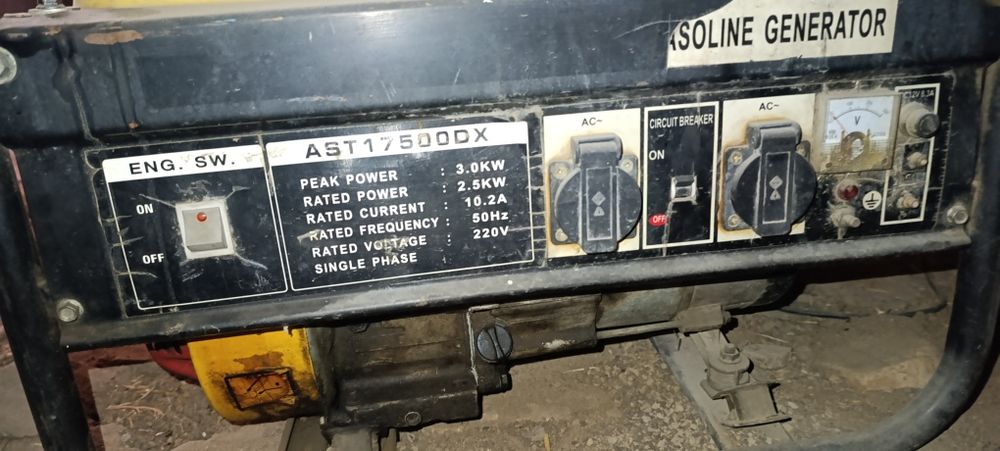 ASOLINE GENERATOR
ENG. SW.
ON
OFF
AST17500DX
PEAK POWER : 3.0KW
RATED POWER : 2.5KW
RATED CURRENT : 10.2A
RATED FREQUENCY : 50Hz
RATED VOLTAGE : 220V
SINGLE PHASE :
AC~
CIRCUIT BREAKER
ON
OFF
AC~
V